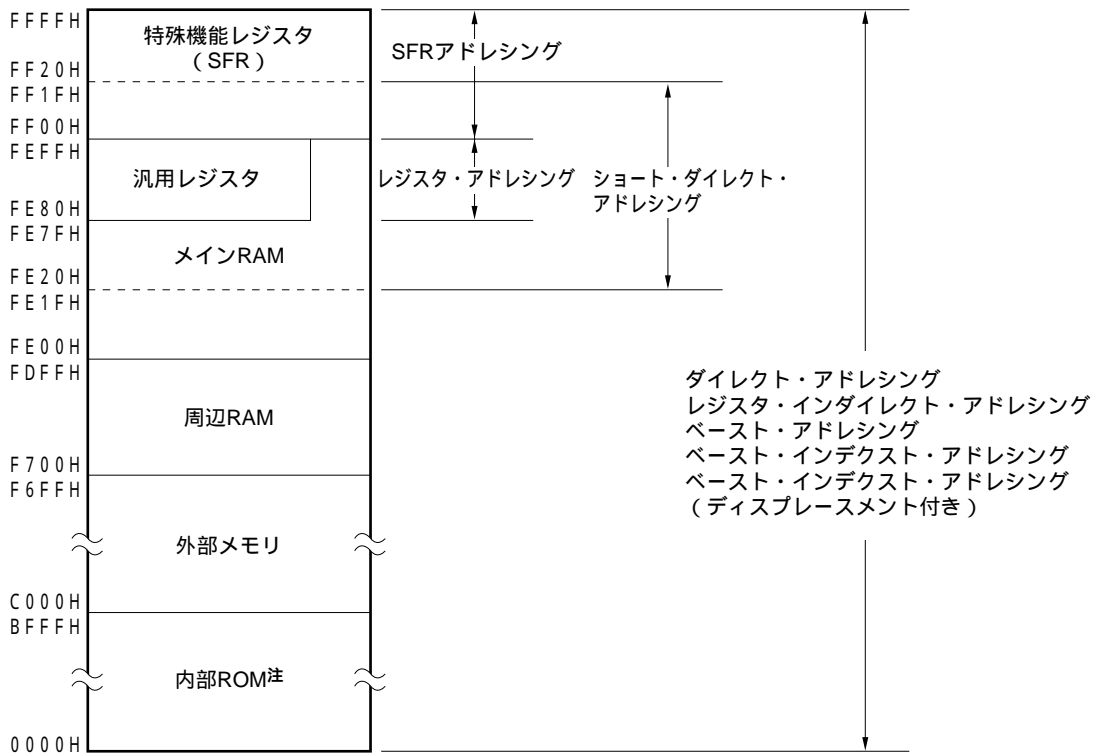 FFFFH
特殊機能レジスタ
（SFR）
SFRアドレシング
FF20H
FF1FH
FF00H
FEFFH
汎用レジスタ
レジスタ・アドレシング
ショート・ダイレクト・
アドレシング
FE80H
FE7FH
メインRAM
FE20H
FE1FH
FE00H
FDFFH
周辺RAM
ダイレクト・アドレシング
レジスタ・インダイレクト・アドレシング
ベースト・アドレシング
ベースト・インデクスト・アドレシング
ベースト・インデクスト・アドレシング
（ディスプレースメント付き）
F700H
F6FFH
外部メモリ
C000H
BFFFH
内部ROM注
0000H